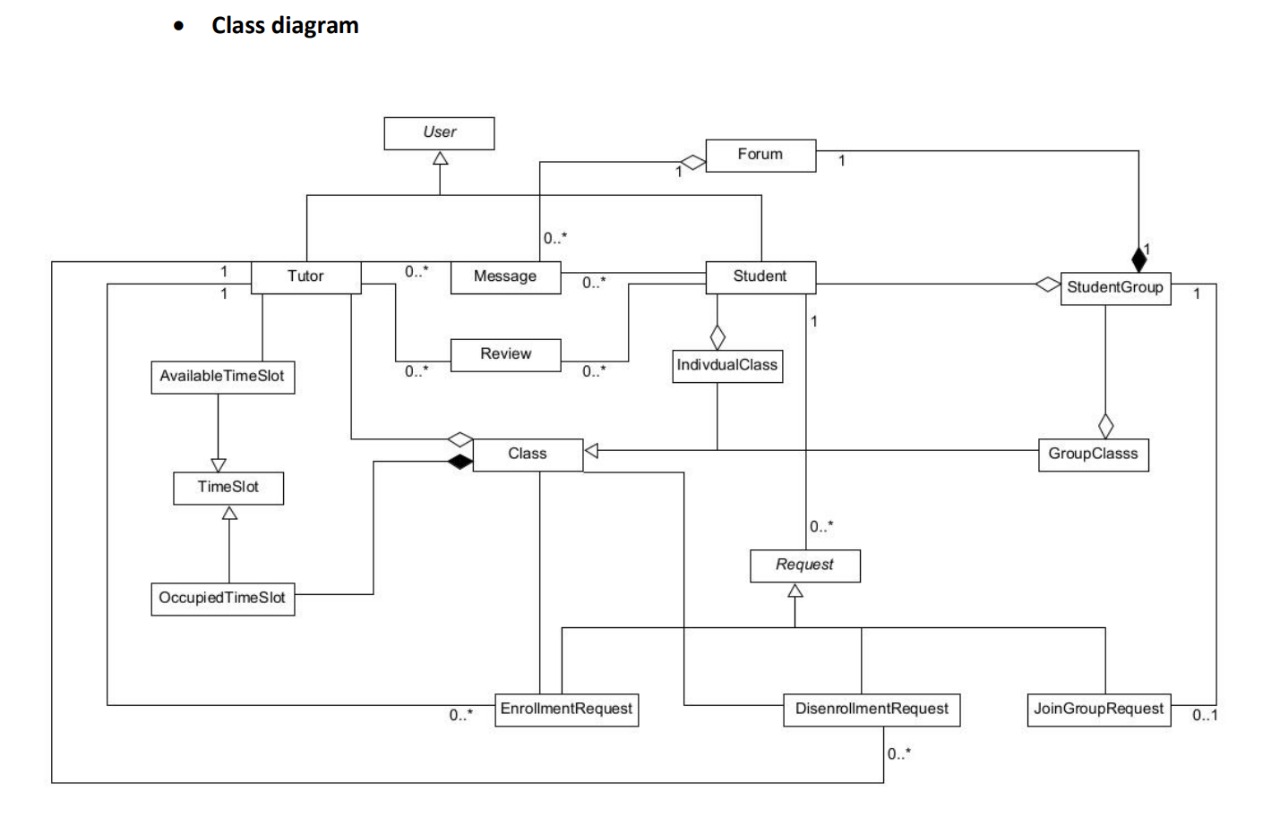 • Class diagram
User
Forum
1
1
0..*
1
1
Tutor
0..*
Message
0..*
Student
StudentGroup
1
1
1
Review
0..*
0..*
IndivdualClass
AvailableTimeSlot
Class
GroupClasss
TimeSlot
0..*
Request
OccupiedTimeSlot
EnrollmentRequest
0..*
DisenrollmentRequest
JoinGroupRequest
0..1
0..*